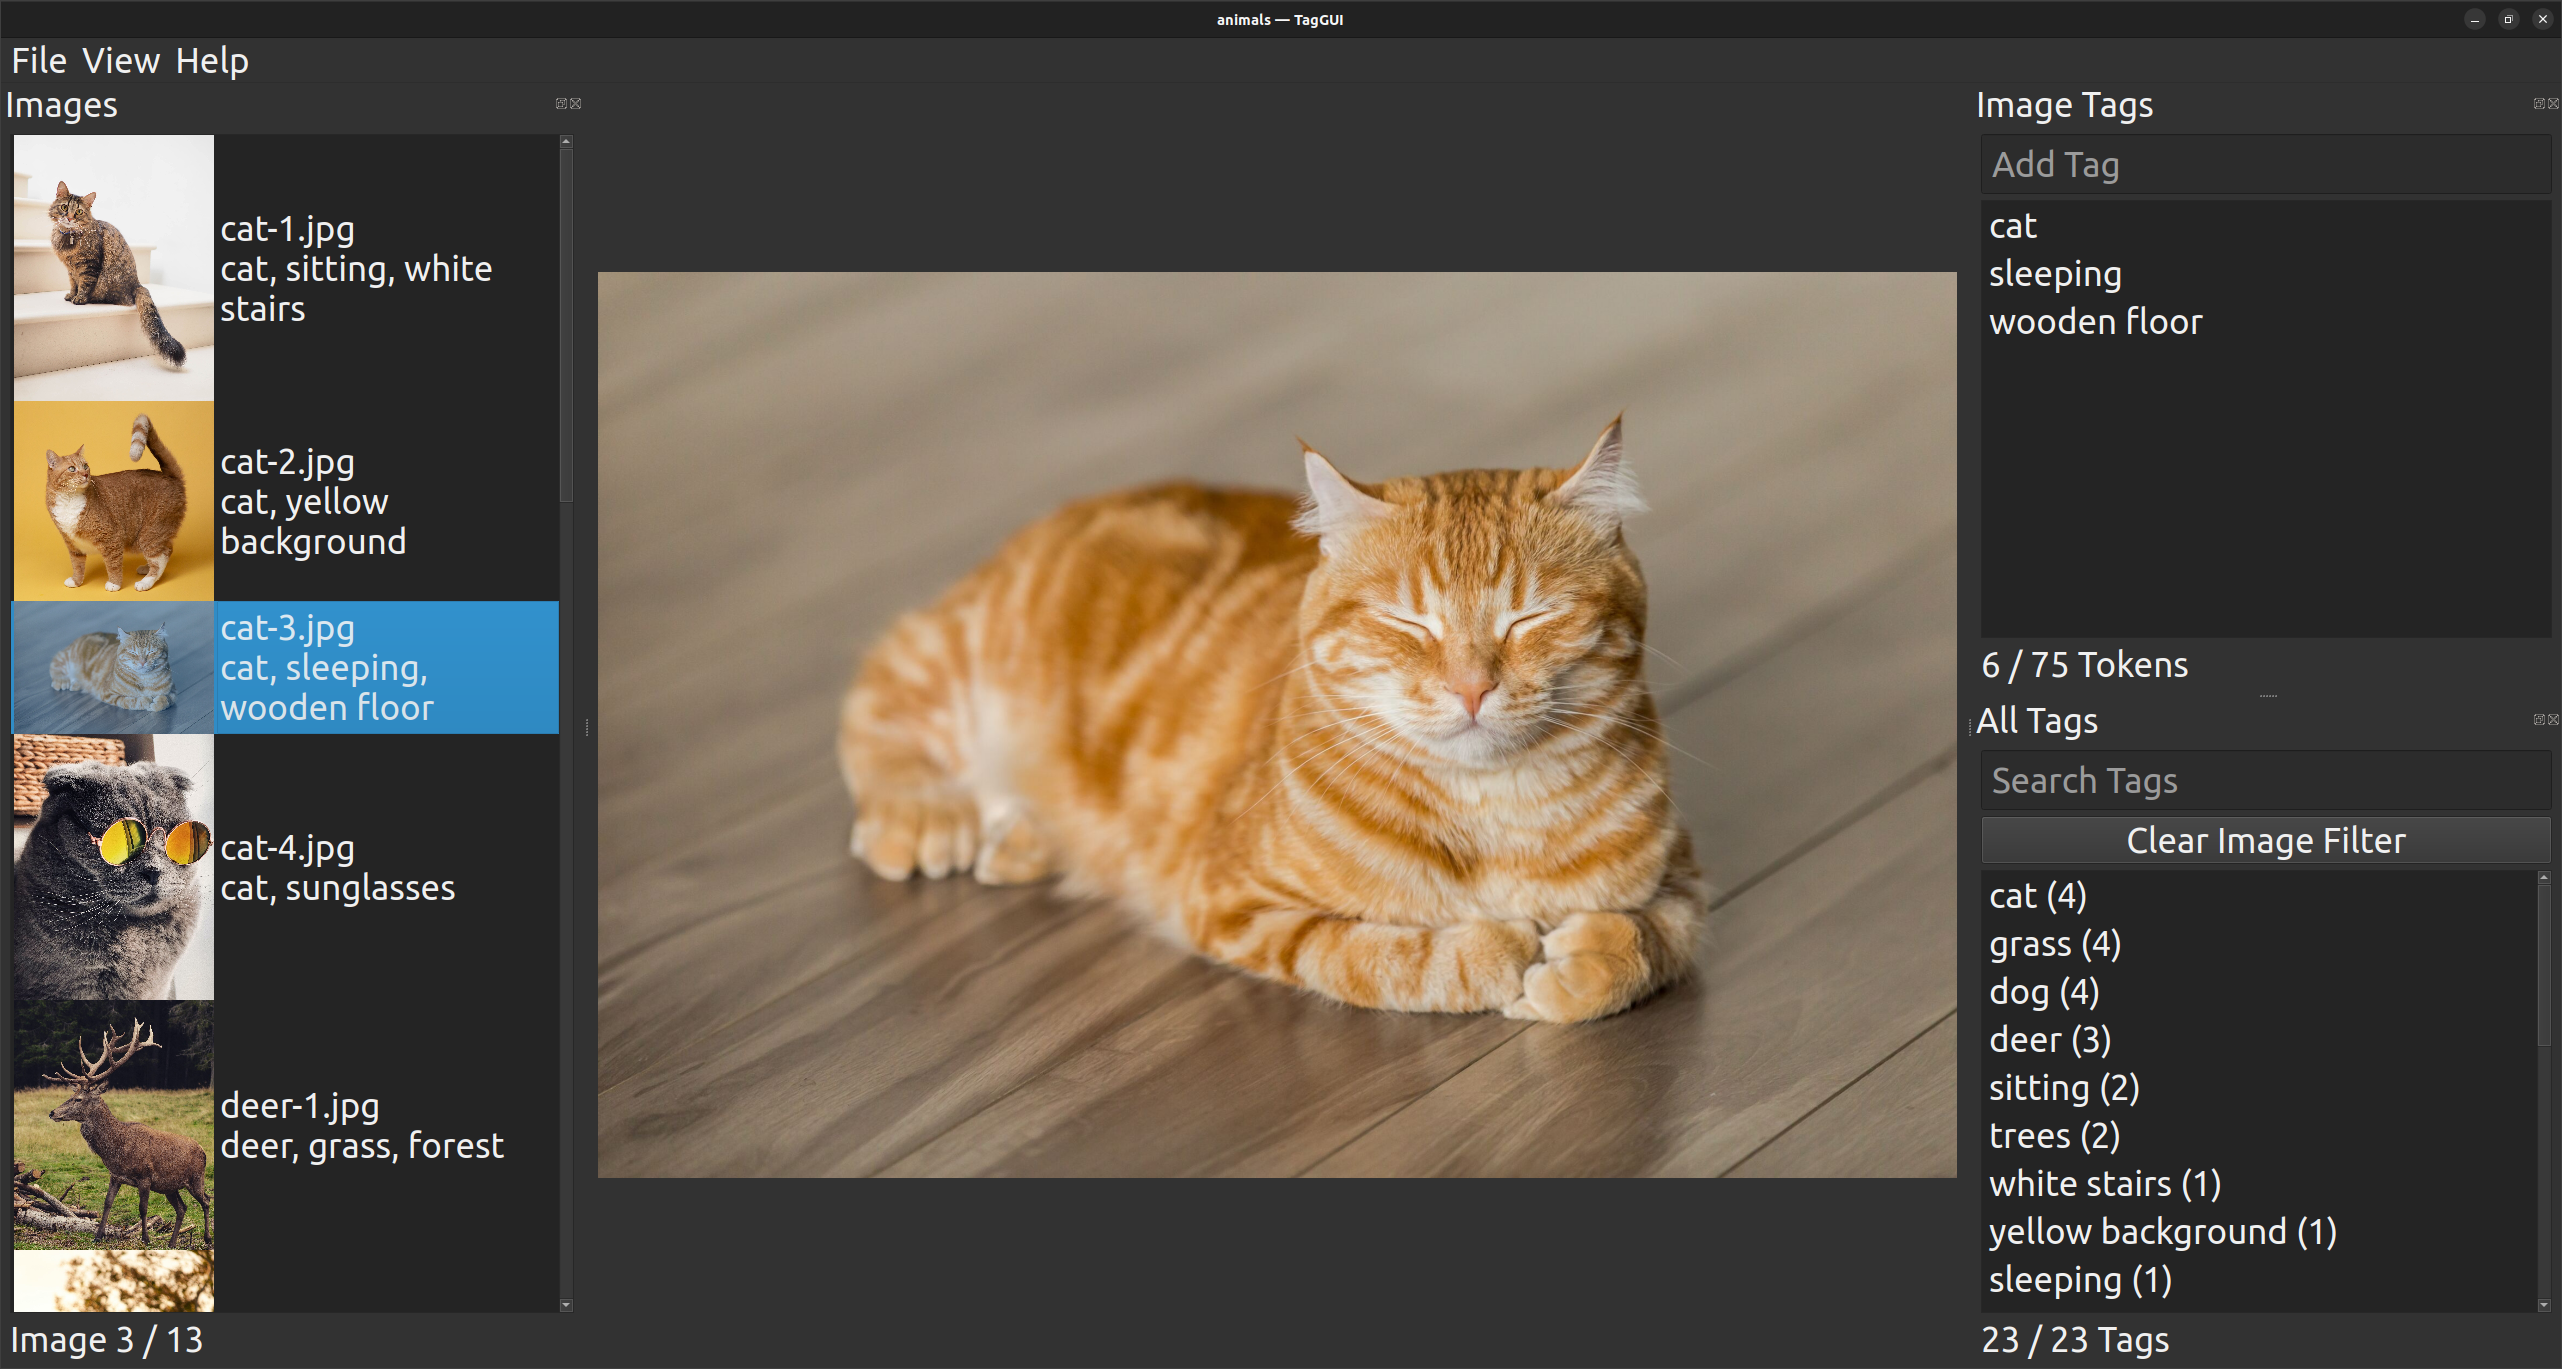 animals — TagGUI
File View Help
Images
cat-1.jpg
cat, sitting, white
stairs
cat-2.jpg
cat, yellow
background
cat-3.jpg
cat, sleeping,
wooden floor
cat-4.jpg
cat, sunglasses
deer-1.jpg
deer, grass, forest
Image 3 / 13
Image Tags
Add Tag
cat
sleeping
wooden floor
6 / 75 Tokens
All Tags
Search Tags
Clear Image Filter
cat (4)
grass (4)
dog (4)
deer (3)
sitting (2)
trees (2)
white stairs (1)
yellow background (1)
sleeping (1)
23 / 23 Tags